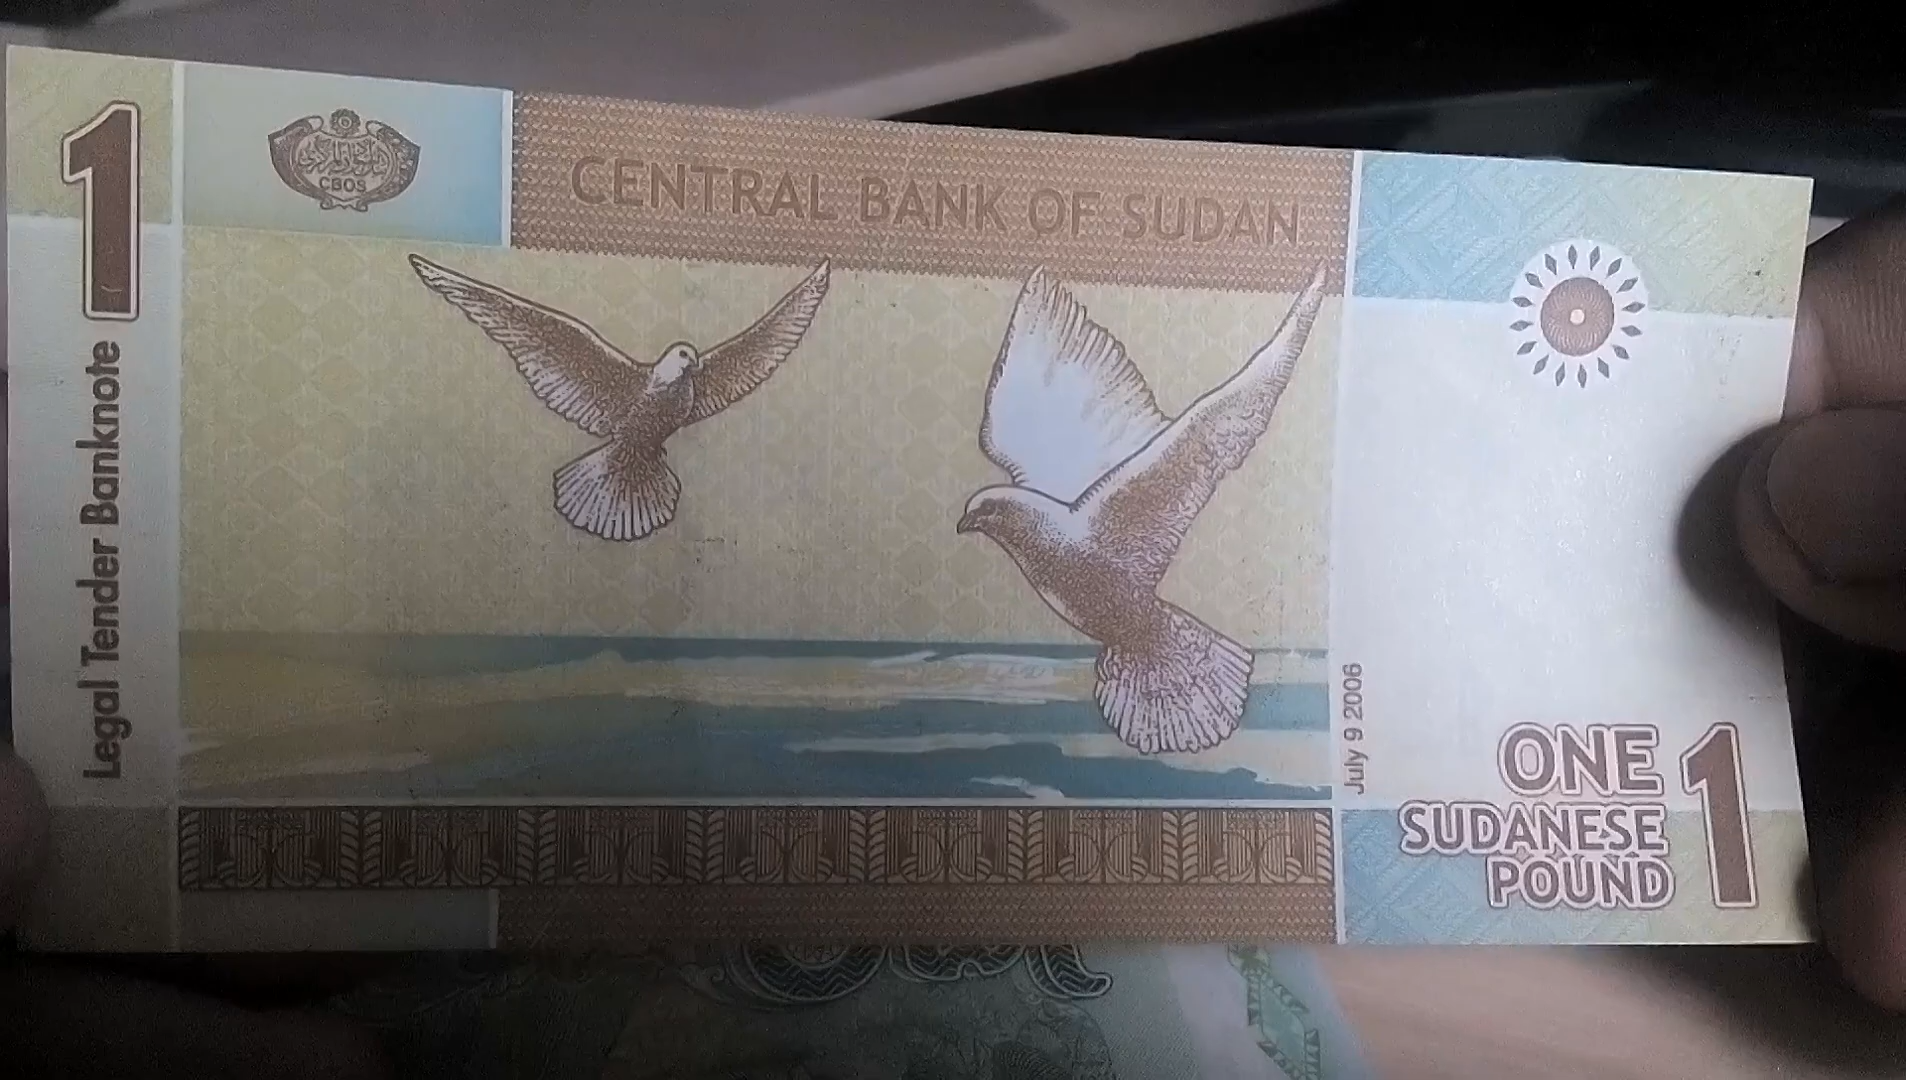 1
CBOS
CENTRAL BANK OF SUDAN
Legal Tender Banknote
July 9 2006
ONE
SUDANESE
POUND
1